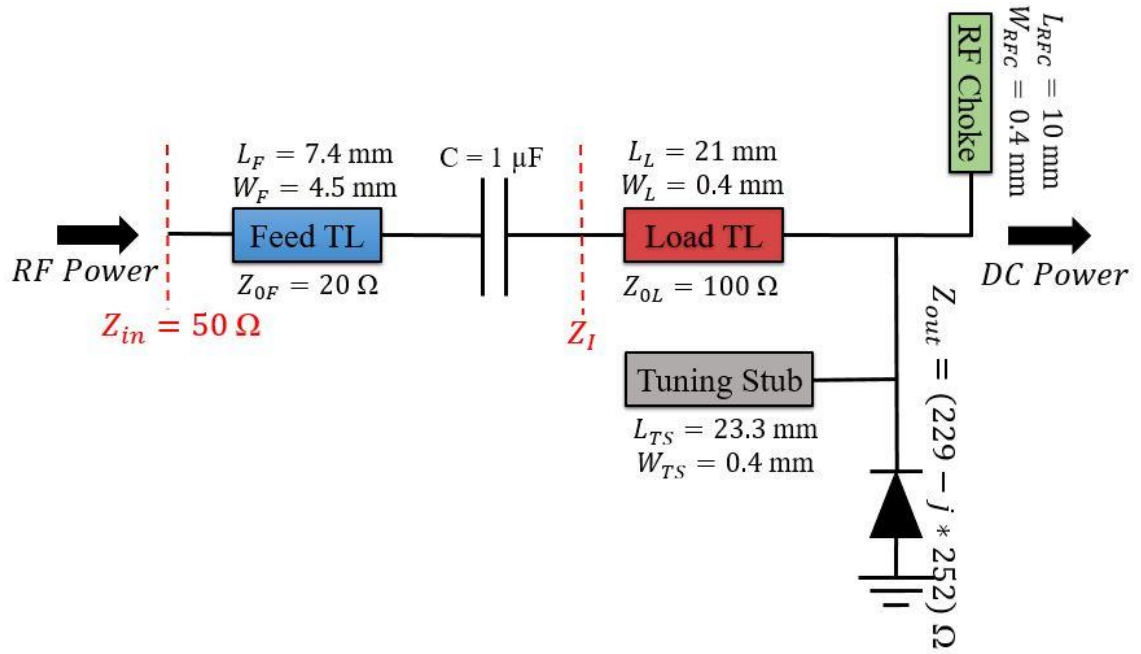 RF Power
Z_in = 50 Ω
L_F = 7.4 mm
W_F = 4.5 mm
Feed TL
Z_0F = 20 Ω
C = 1 μF
Z_I
L_L = 21 mm
W_L = 0.4 mm
Load TL
Z_0L = 100 Ω
Tuning Stub
L_TS = 23.3 mm
W_TS = 0.4 mm
RF Choke
L_RFC = 10 mm
W_RFC = 0.4 mm
DC Power
Z_out = (229 − j * 252) Ω